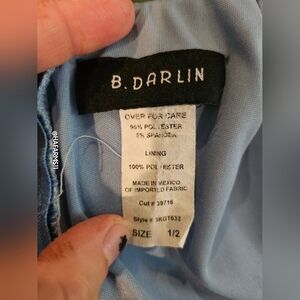 B. DARLIN
OVER FOR CARE
95% POLYESTER
5% SPANDEX
LINING
100% POLYESTER
MADE IN MEXICO
OF IMPORTED FABRIC
Cut # 39716
Style #
SIZE 1/2